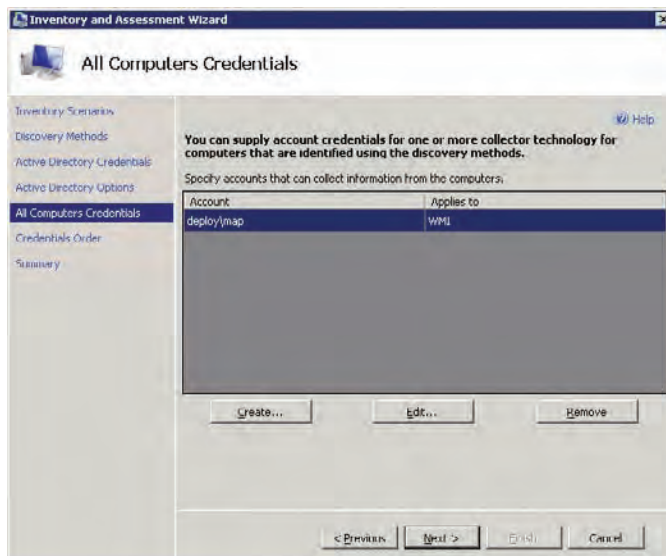 Inventory and Assessment Wizard
All Computers Credentials
Inventory Scenarios
Discovery Methods
Active Directory Credentials
Active Directory Options
All Computers Credentials
Credentials Order
Summary
Help
You can supply account credentials for one or more collector technology for
computers that are identified using the discovery methods.
Specify accounts that can collect information from the computers:
Account Applies to
deploy\map WMI
Create... Edit... Remove
< Previous Next > Finish Cancel